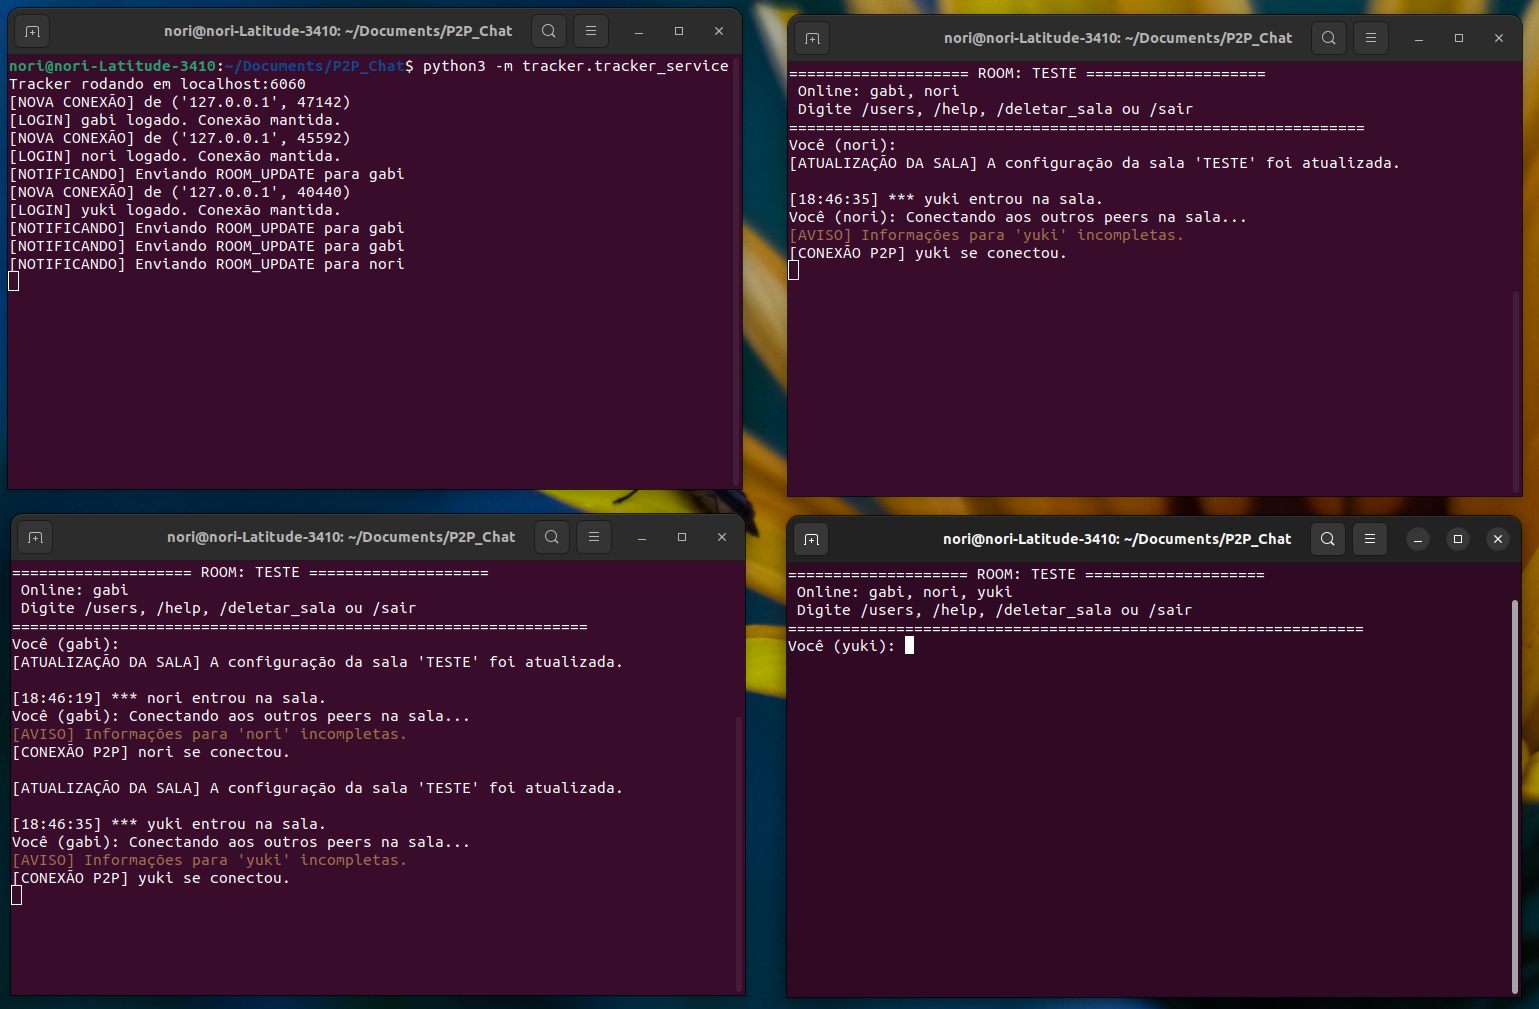 nori@nori-Latitude-3410: ~/Documents/P2P_Chat
nori@nori-Latitude-3410:~/Documents/P2P_Chat$ python3 -m tracker.tracker_service
Tracker rodando em localhost:6060
[NOVA CONEXÃO] de ('127.0.0.1', 47142)
[LOGIN] gabi logado. Conexão mantida.
[NOVA CONEXÃO] de ('127.0.0.1', 45592)
[LOGIN] nori logado. Conexão mantida.
[NOTIFICANDO] Enviando ROOM_UPDATE para gabi
[NOVA CONEXÃO] de ('127.0.0.1', 40440)
[LOGIN] yuki logado. Conexão mantida.
[NOTIFICANDO] Enviando ROOM_UPDATE para gabi
[NOTIFICANDO] Enviando ROOM_UPDATE para gabi
[NOTIFICANDO] Enviando ROOM_UPDATE para nori
nori@nori-Latitude-3410: ~/Documents/P2P_Chat
==================== ROOM: TESTE ====================
Online: gabi, nori
Digite /users, /help, /deletar_sala ou /sair
================================================================
Você (nori):
[ATUALIZAÇÃO DA SALA] A configuração da sala 'TESTE' foi atualizada.
[18:46:35] *** yuki entrou na sala.
Você (nori): Conectando aos outros peers na sala...
[AVISO] Informações para 'yuki' incompletas.
[CONEXÃO P2P] yuki se conectou.
nori@nori-Latitude-3410: ~/Documents/P2P_Chat
==================== ROOM: TESTE ====================
Online: gabi
Digite /users, /help, /deletar_sala ou /sair
================================================================
Você (gabi):
[ATUALIZAÇÃO DA SALA] A configuração da sala 'TESTE' foi atualizada.
[18:46:19] *** nori entrou na sala.
Você (gabi): Conectando aos outros peers na sala...
[AVISO] Informações para 'nori' incompletas.
[CONEXÃO P2P] nori se conectou.
[ATUALIZAÇÃO DA SALA] A configuração da sala 'TESTE' foi atualizada.
[18:46:35] *** yuki entrou na sala.
Você (gabi): Conectando aos outros peers na sala...
[AVISO] Informações para 'yuki' incompletas.
[CONEXÃO P2P] yuki se conectou.
nori@nori-Latitude-3410: ~/Documents/P2P_Chat
==================== ROOM: TESTE ====================
Online: gabi, nori, yuki
Digite /users, /help, /deletar_sala ou /sair
================================================================
Você (yuki):